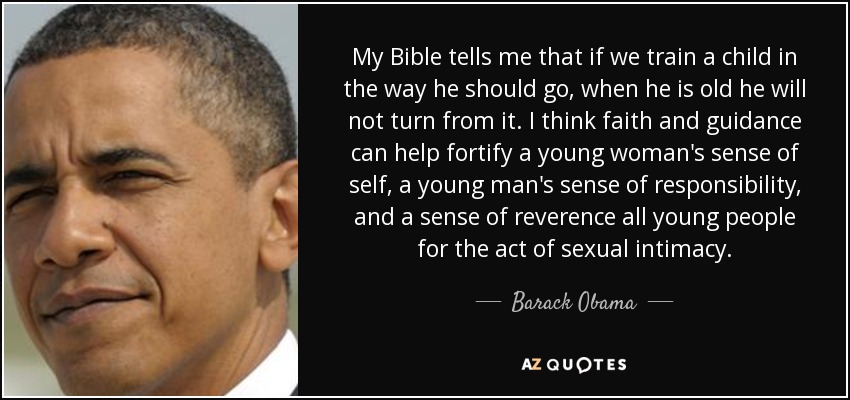 My Bible tells me that if we train a child in
the way he should go, when he is old he will
not turn from it. I think faith and guidance
can help fortify a young woman's sense of
self, a young man's sense of responsibility,
and a sense of reverence all young people
for the act of sexual intimacy.
Barack Obama
AZ QUOTES